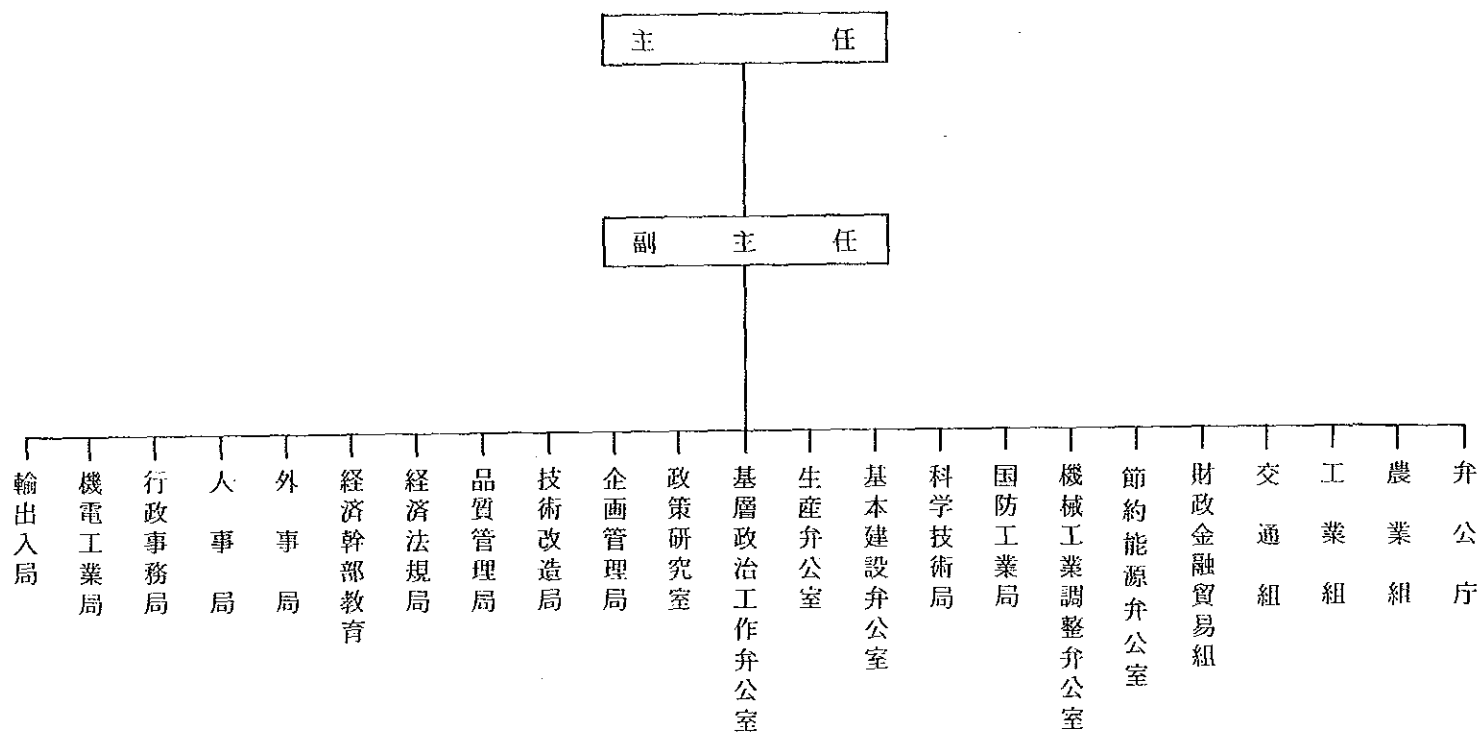 主任
副主任
弁公庁
農業組
工業組
交通組
財政金融貿易組
節約能源弁公室
機械工業調整弁公室
国防工業局
科学技術局
基本建設弁公室
生産弁公室
基層政治工作弁公室
政策研究室
企画管理局
技術改造局
品質管理局
経済法規局
経済幹部教育
外事局
人事局
行政事務局
機電工業局
輸出入局